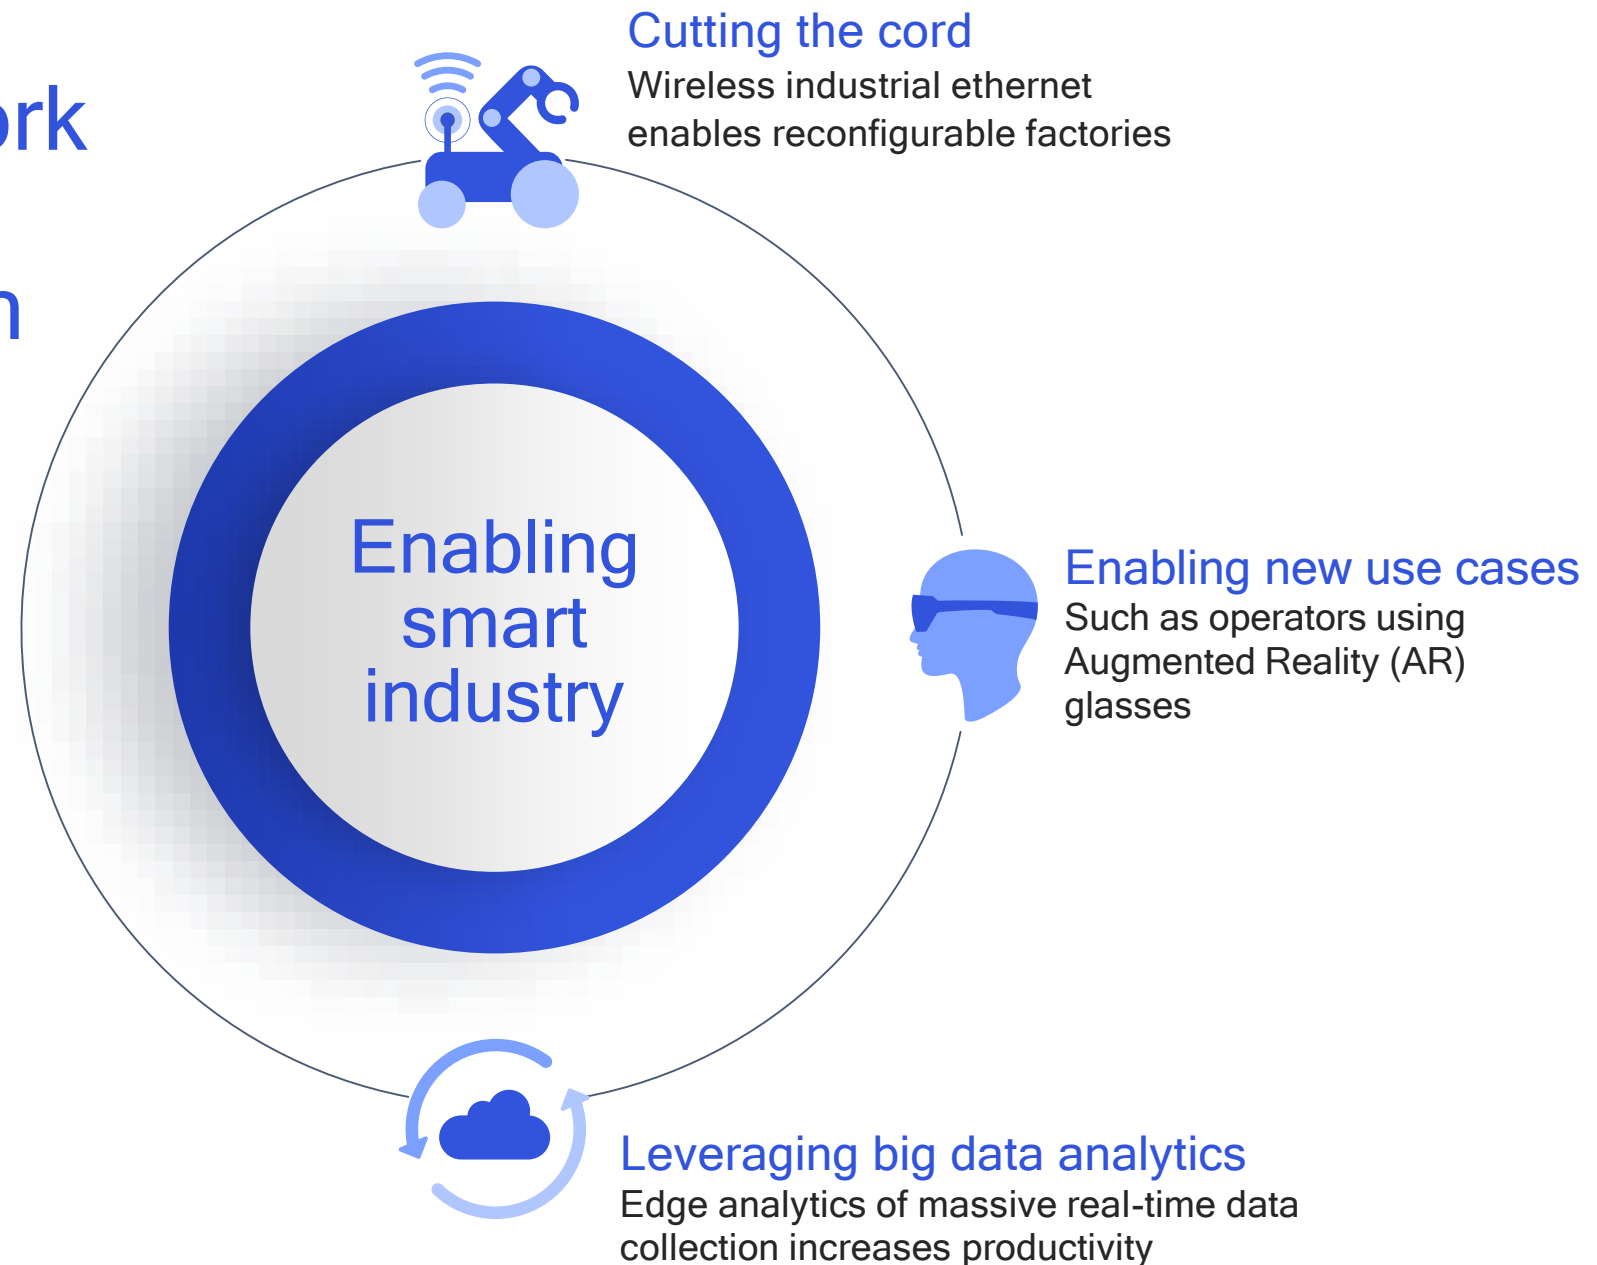 Cutting the cord
Wireless industrial ethernet
enables reconfigurable factories
Enabling
smart
industry
Enabling new use cases
Such as operators using
Augmented Reality (AR)
glasses
Leveraging big data analytics
Edge analytics of massive real-time data
collection increases productivity